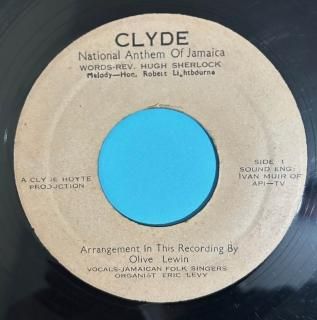 CLYDE
National Anthem Of Jamaica
WORDS-REV. HUGH SHERLOCK
Melody-Hon. Robert Lightbourne
A CLYDE HOYTE
PRODUCTION
SIDE 1
SOUND ENG:
IVAN MUIR OF
API-TV
Arrangement In This Recording By
Olive Lewin
VOCALS-JAMAICAN FOLK SINGERS
ORGANIST ERIC LEVY